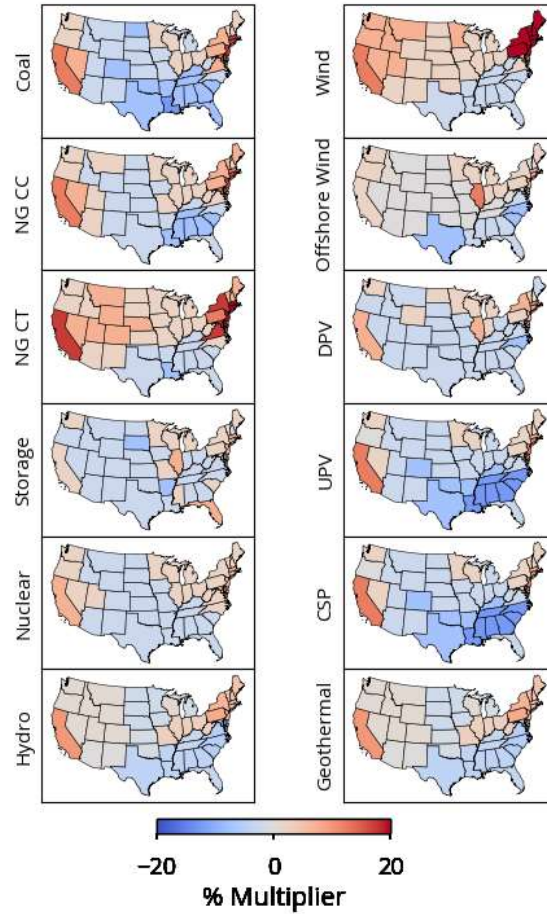 Coal
Wind
NG CC
Offshore Wind
NG CT
DPV
Storage
UPV
Nuclear
CSP
Hydro
Geothermal
−20 0 20
% Multiplier